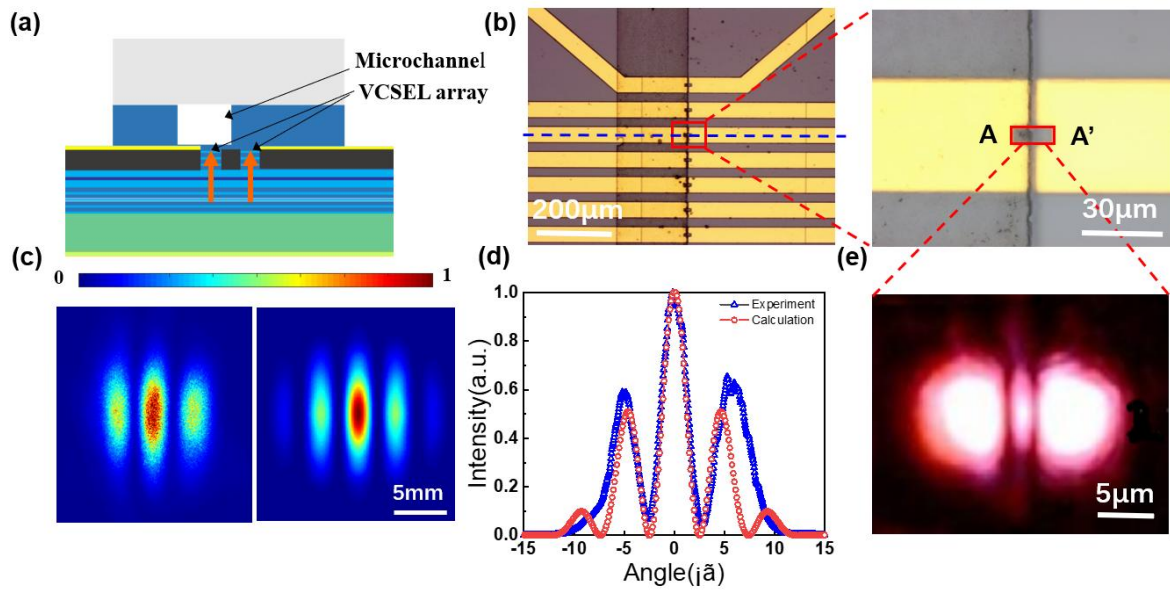 (a)
Microchannel
VCSEL array
(b)
200μm
A A’
30μm
(c)
0 1
5mm
(d)
Intensity(a.u.)
1.0
0.8
0.6
0.4
0.2
0.0
-15 -10 -5 0 5 10 15
Angle(¡ã)
Experiment
Calculation
(e)
5μm